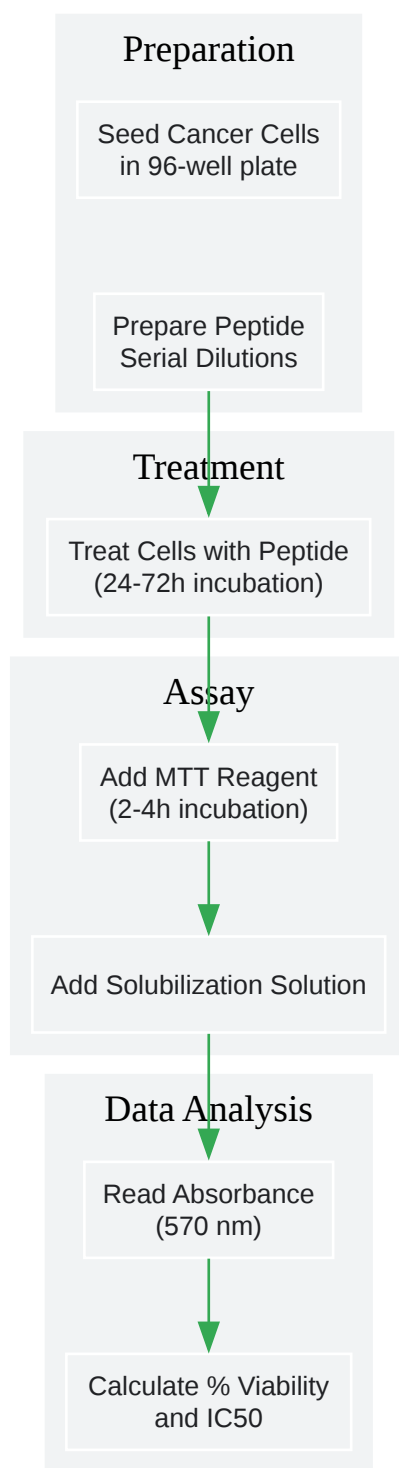 Preparation
Seed Cancer Cells
in 96-well plate
Prepare Peptide
Serial Dilutions
Treatment
Treat Cells with Peptide
(24-72h incubation)
Assay
Add MTT Reagent
(2-4h incubation)
Add Solubilization Solution
Data Analysis
Read Absorbance
(570 nm)
Calculate % Viability
and IC50